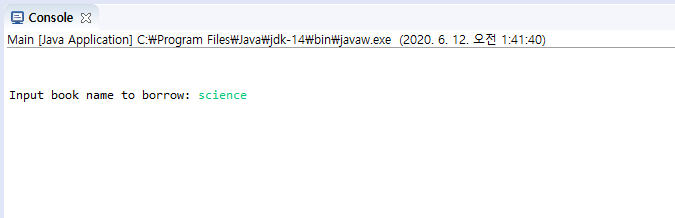 Console
Main [Java Application] C:₩Program Files₩Java₩jdk-14₩bin₩javaw.exe (2020. 6. 12. 오전 1:41:40)
Input book name to borrow: science